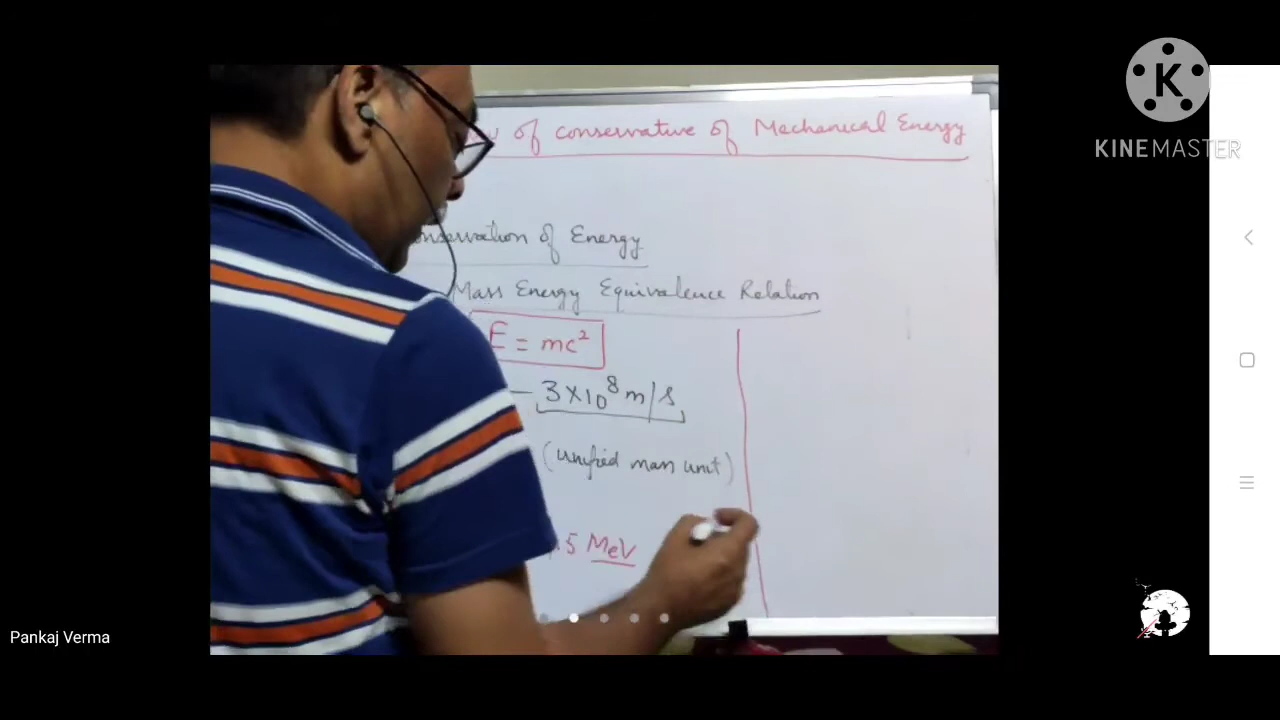 of conservative of Mechanical Energy
onservation of Energy
Mass Energy Equivalence Relation
E = mc²
3×10⁸ m/s
(unified mass unit)
.5 MeV
KINEMASTER
Pankaj Verma